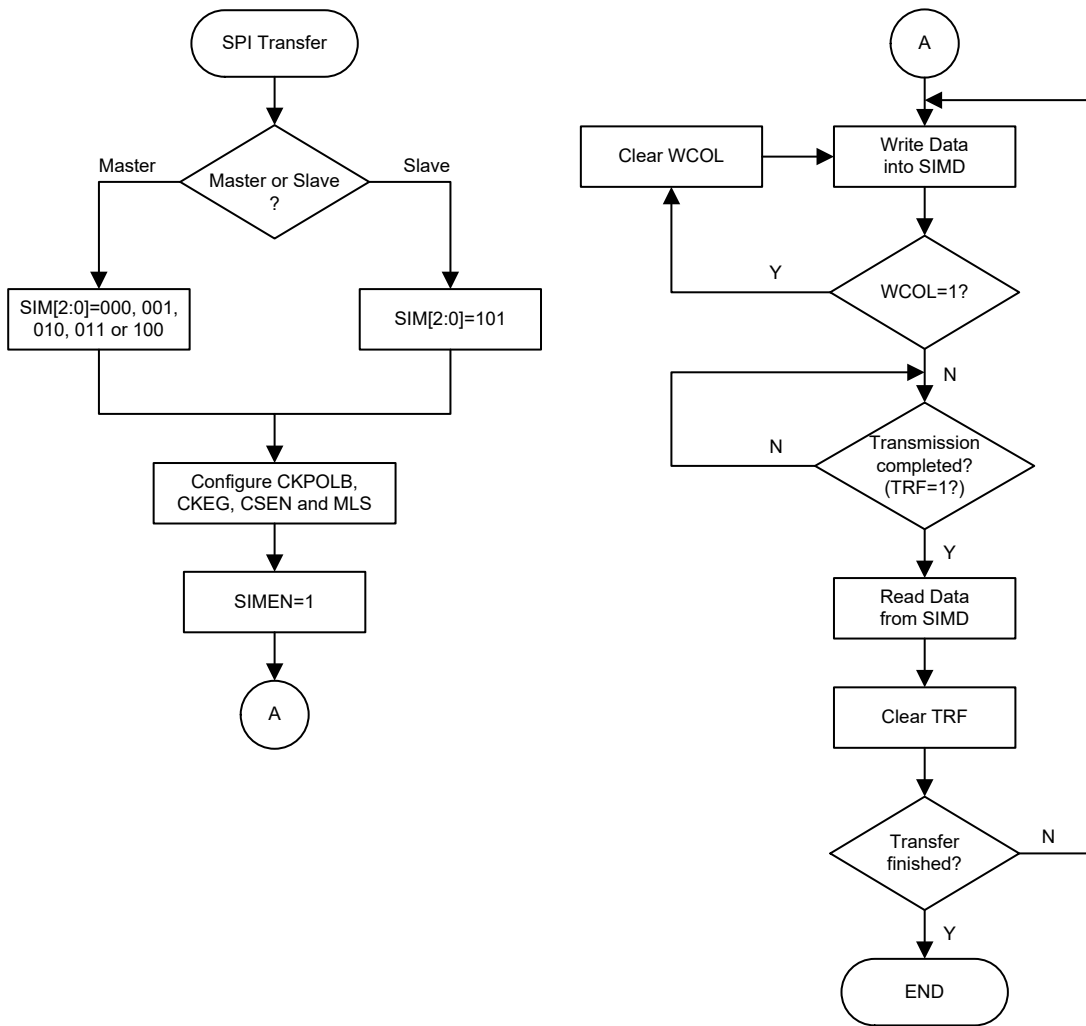 SPI Transfer
Master or Slave
?
Master
Slave
SIM[2:0]=000, 001,
010, 011 or 100
SIM[2:0]=101
Configure CKPOLB,
CKEG, CSEN and MLS
SIMEN=1
A
A
Write Data
into SIMD
Clear WCOL
WCOL=1?
Y
N
Transmission
completed?
(TRF=1?)
N
Y
Read Data
from SIMD
Clear TRF
Transfer
finished?
N
Y
END